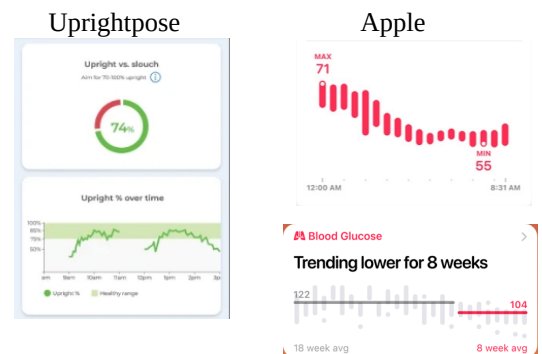 Uprightpose
Upright vs. slouch
Aim for 70-100% upright
74%
Upright % over time
100%
85%
75%
50%
9am 10am 11am 12pm 1pm 2pm
Upright % Healthy range
Apple
MAX
71
MIN
55
12:00 AM 8:31 AM
Blood Glucose
Trending lower for 8 weeks
122
104
18 week avg 8 week avg